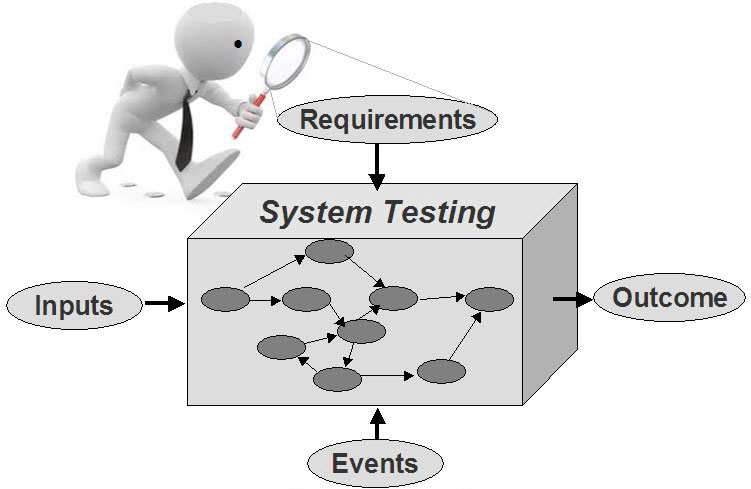 Requirements
System Testing
Inputs
Outcome
Events